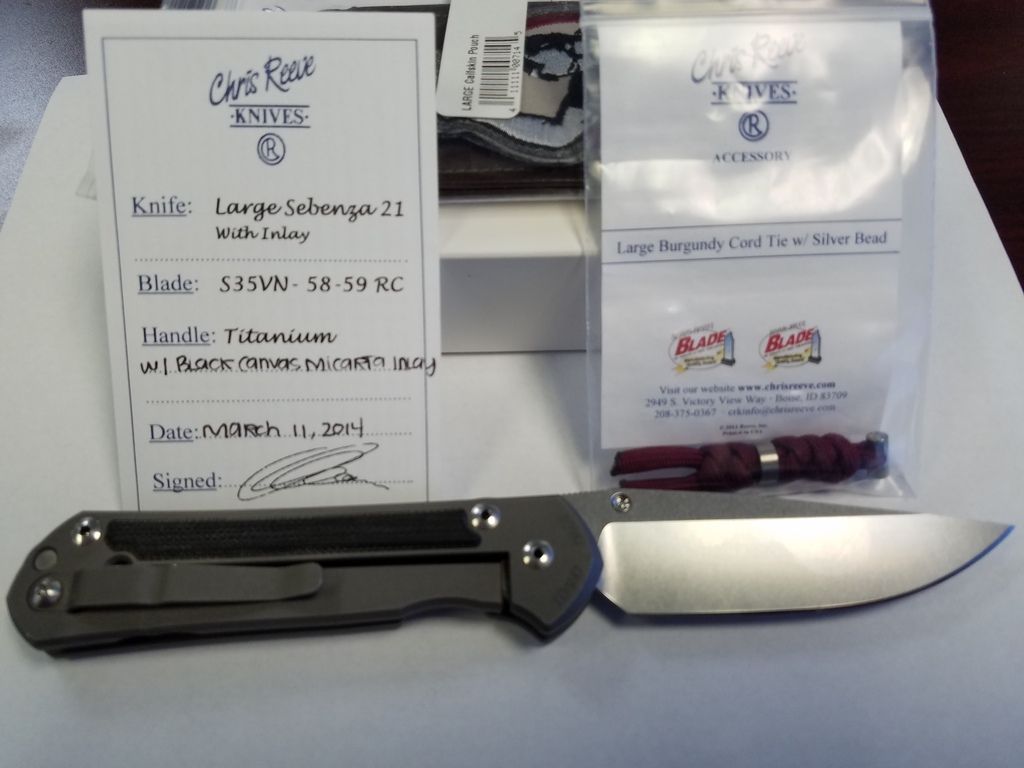 Chris Reeve
·KNIVES·
R
Knife: Large Sebenza 21
With Inlay
Blade: S35VN - 58-59 RC
Handle: Titanium
w/ Black Canvas Micarta Inlay
Date: March 11, 2014
Signed:
LARGE Calfskin Pouch
Chris Reeve
·KNIVES·
R
ACCESSORY
Large Burgundy Cord Tie w/ Silver Bead
BLADE
BLADE
Visit our website www.chrisreeve.com
2949 S. Victory View Way · Boise, ID 83709
208-375-0367 · crkinfo@chrisreeve.com